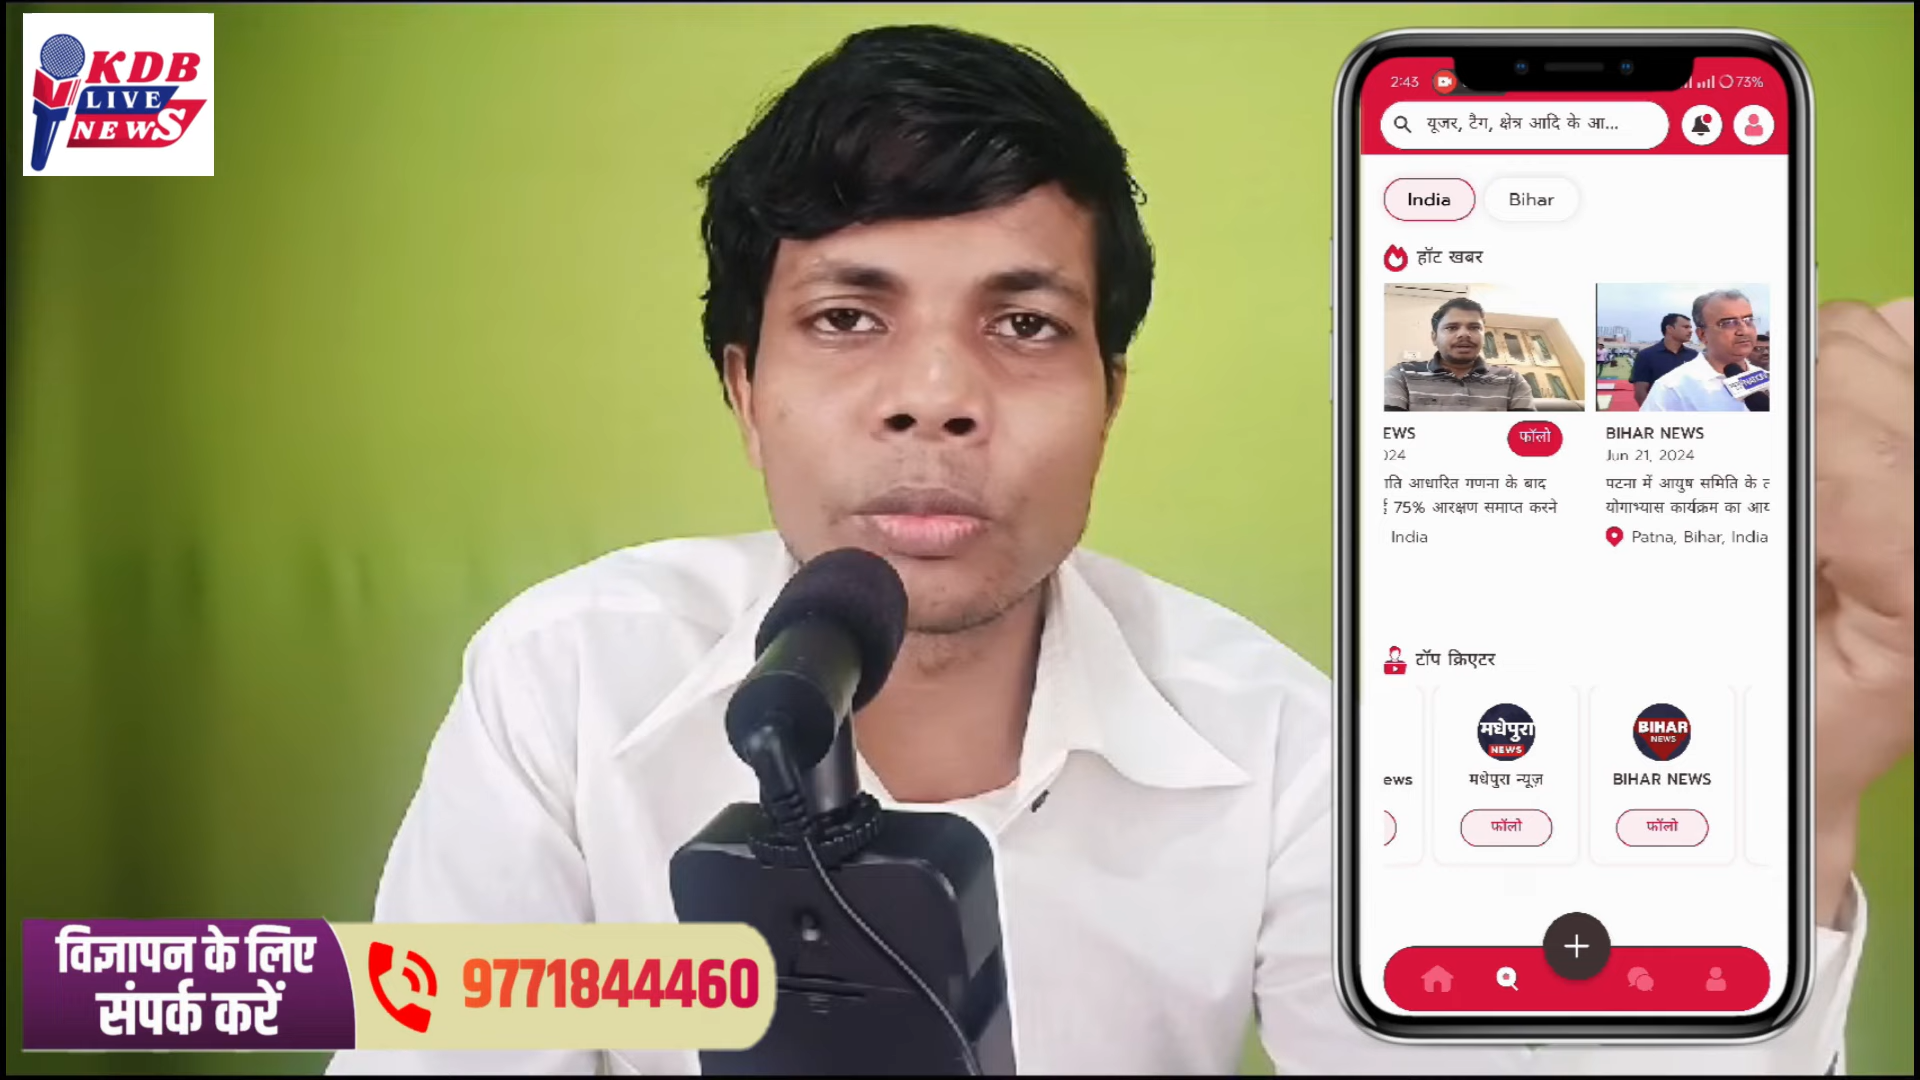 KDB
LIVE
NEWS
2:43
73%
यूजर, टैग, क्षेत्र आदि के आ...
India
Bihar
हॉट खबर
EWS
फॉलो
024
ाति आधारित गणना के बाद
ई 75% आरक्षण समाप्त करने
India
BIHAR NEWS
Jun 21, 2024
पटना में आयुष समिति के त
योगाभ्यास कार्यक्रम का आय
Patna, Bihar, India
टॉप क्रिएटर
ews
मधेपुरा
NEWS
मधेपुरा न्यूज़
फॉलो
BIHAR
NEWS
BIHAR NEWS
फॉलो
विज्ञापन के लिए
संपर्क करें
9771844460